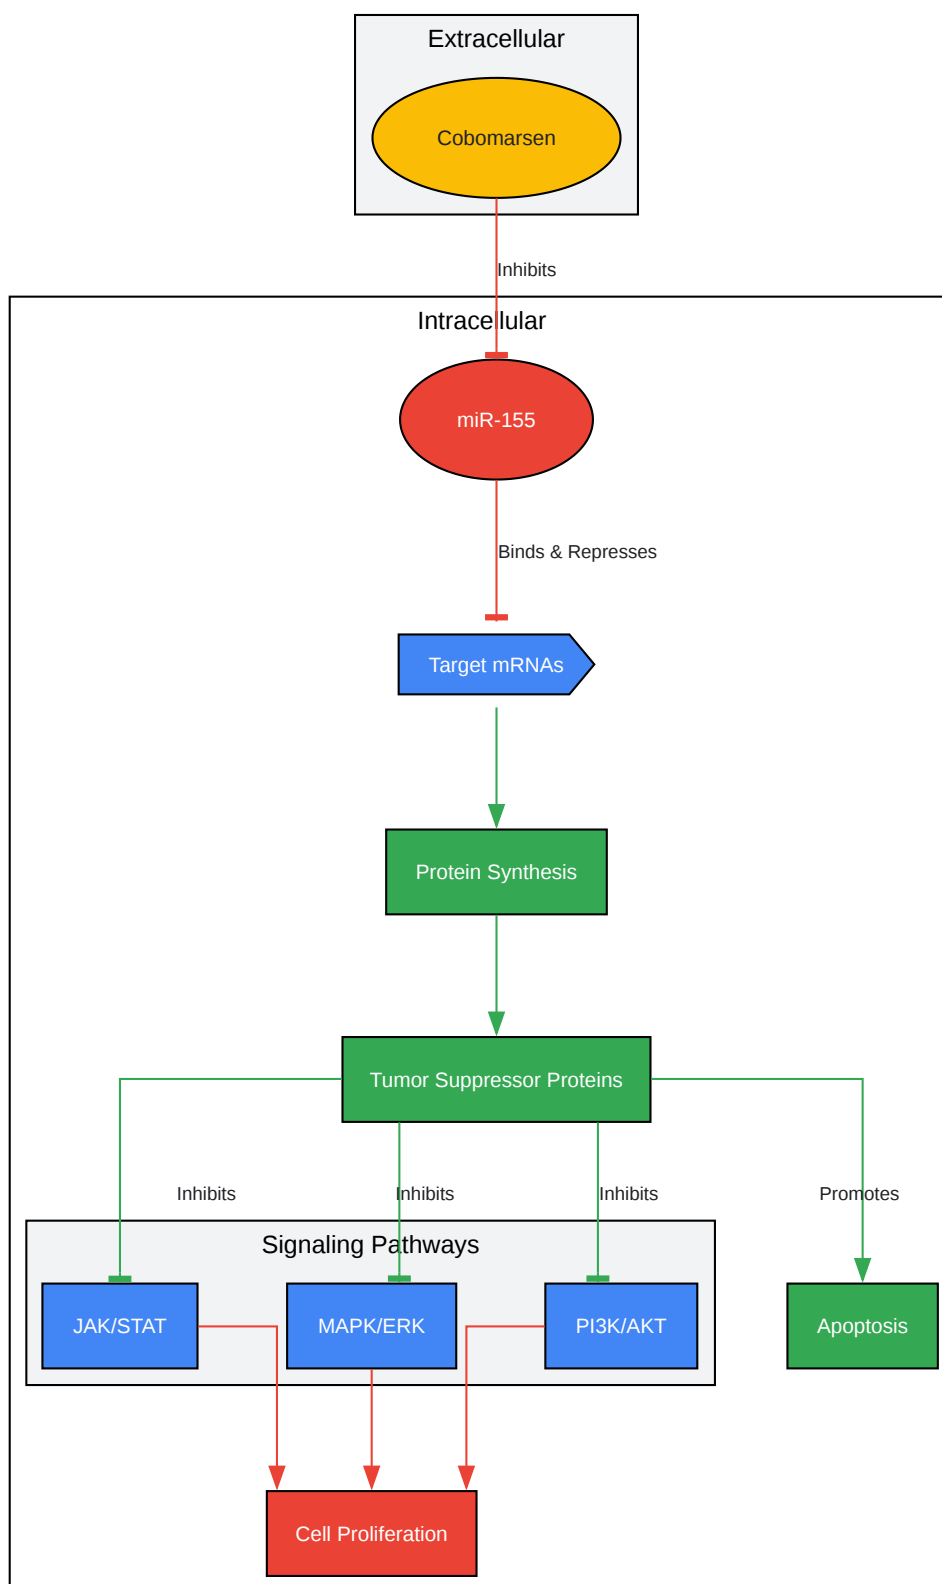 Extracellular
Cobomarsen
Inhibits
Intracellular
miR-155
Binds & Represses
Target mRNAs
Protein Synthesis
Tumor Suppressor Proteins
Inhibits
Inhibits
Inhibits
Promotes
Signaling Pathways
JAK/STAT
MAPK/ERK
PI3K/AKT
Apoptosis
Cell Proliferation